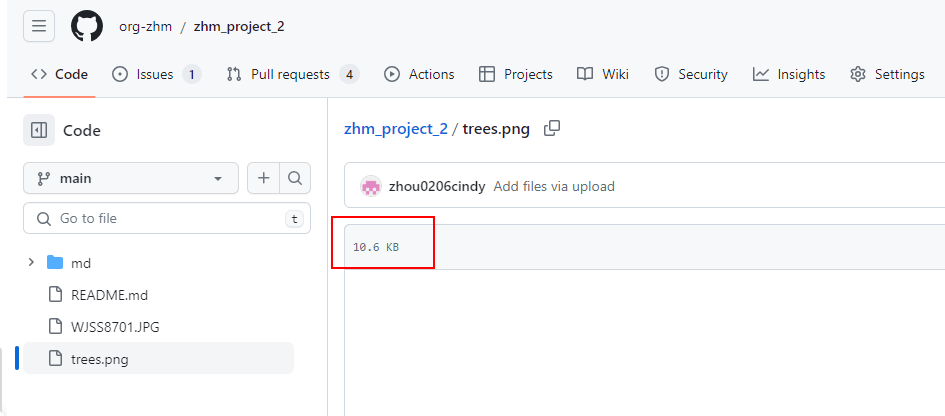 org-zhm / zhm_project_2
Code Issues 1 Pull requests 4 Actions Projects Wiki Security Insights Settings
Code
main
Go to file t
md
README.md
WJSS8701.JPG
trees.png
zhm_project_2 / trees.png
zhou0206cindy Add files via upload
10.6 KB